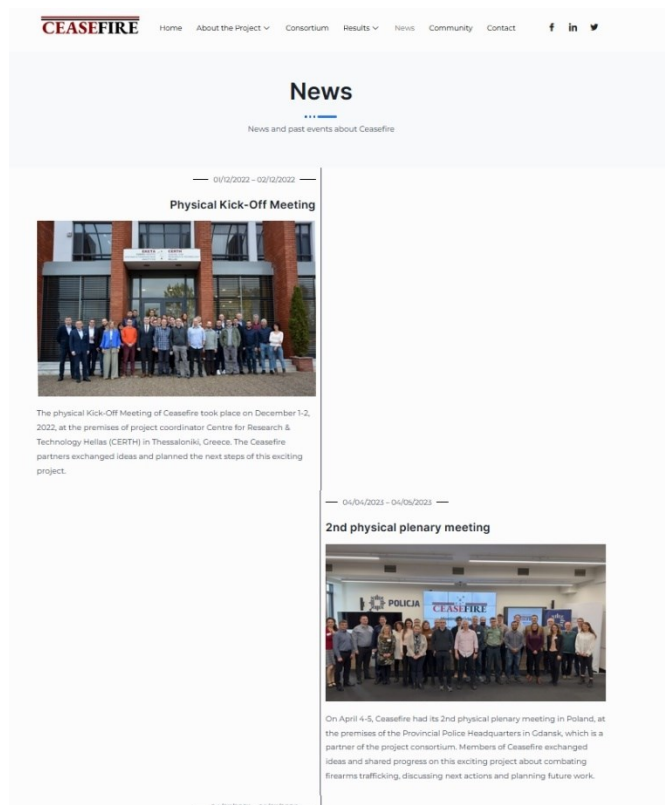 CEASEFIRE
Home About the Project Consortium Results News Community Contact
News
News and past events about Ceasefire
01/12/2022 – 02/12/2022
Physical Kick-Off Meeting
CERTH
The physical Kick-Off Meeting of Ceasefire took place on December 1-2,
2022, at the premises of project coordinator Centre for Research &
Technology Hellas (CERTH) in Thessaloniki, Greece. The Ceasefire
partners exchanged ideas and planned the next steps of this exciting
project.
04/04/2023 – 04/05/2023
2nd physical plenary meeting
POLICJA
CEASEFIRE
On April 4-5, Ceasefire had its 2nd physical plenary meeting in Poland, at
the premises of the Provincial Police Headquarters in Gdansk, which is a
partner of the project consortium. Members of Ceasefire exchanged
ideas and shared progress on this exciting project about combating
firearms trafficking, discussing next actions and planning future work.